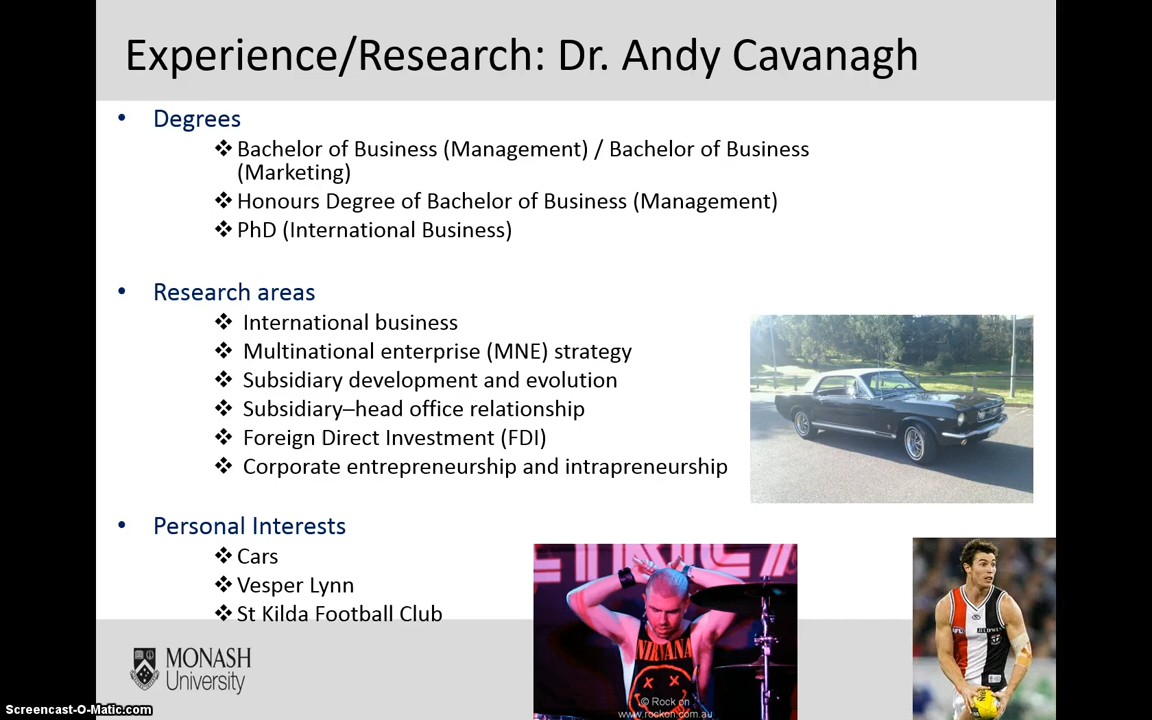 Experience/Research: Dr. Andy Cavanagh
• Degrees
❖ Bachelor of Business (Management) / Bachelor of Business
(Marketing)
❖ Honours Degree of Bachelor of Business (Management)
❖ PhD (International Business)
• Research areas
❖ International business
❖ Multinational enterprise (MNE) strategy
❖ Subsidiary development and evolution
❖ Subsidiary–head office relationship
❖ Foreign Direct Investment (FDI)
❖ Corporate entrepreneurship and intrapreneurship
• Personal Interests
❖ Cars
❖ Vesper Lynn
❖ St Kilda Football Club
NIRVANA
© Rock on
www.rockon.com.au
MONASH
University
Screencast-O-Matic.com